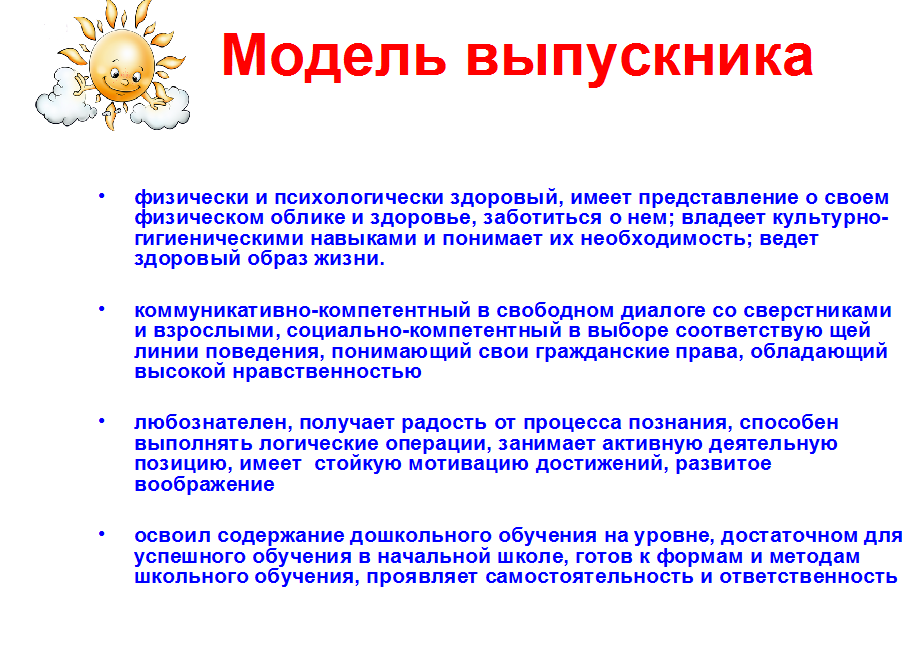 Модель выпускника
• физически и психологически здоровый, имеет представление о своем
физическом облике и здоровье, заботиться о нем; владеет культурно-
гигиеническими навыками и понимает их необходимость; ведет
здоровый образ жизни.
• коммуникативно-компетентный в свободном диалоге со сверстниками
и взрослыми, социально-компетентный в выборе соответствую щей
линии поведения, понимающий свои гражданские права, обладающий
высокой нравственностью
• любознателен, получает радость от процесса познания, способен
выполнять логические операции, занимает активную деятельную
позицию, имеет  стойкую мотивацию достижений, развитое
воображение
• освоил содержание дошкольного обучения на уровне, достаточном для
успешного обучения в начальной школе, готов к формам и методам
школьного обучения, проявляет самостоятельность и ответственность